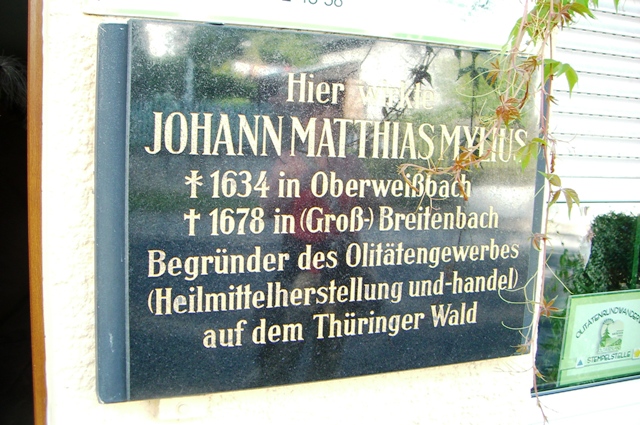 Hier wirkte
JOHANN MATTHIAS MYLIUS
* 1634 in Oberweißbach
† 1678 in (Groß-) Breitenbach
Begründer des Olitätengewerbes
(Heilmittelherstellung und -handel)
auf dem Thüringer Wald
STEMPELSTELLE